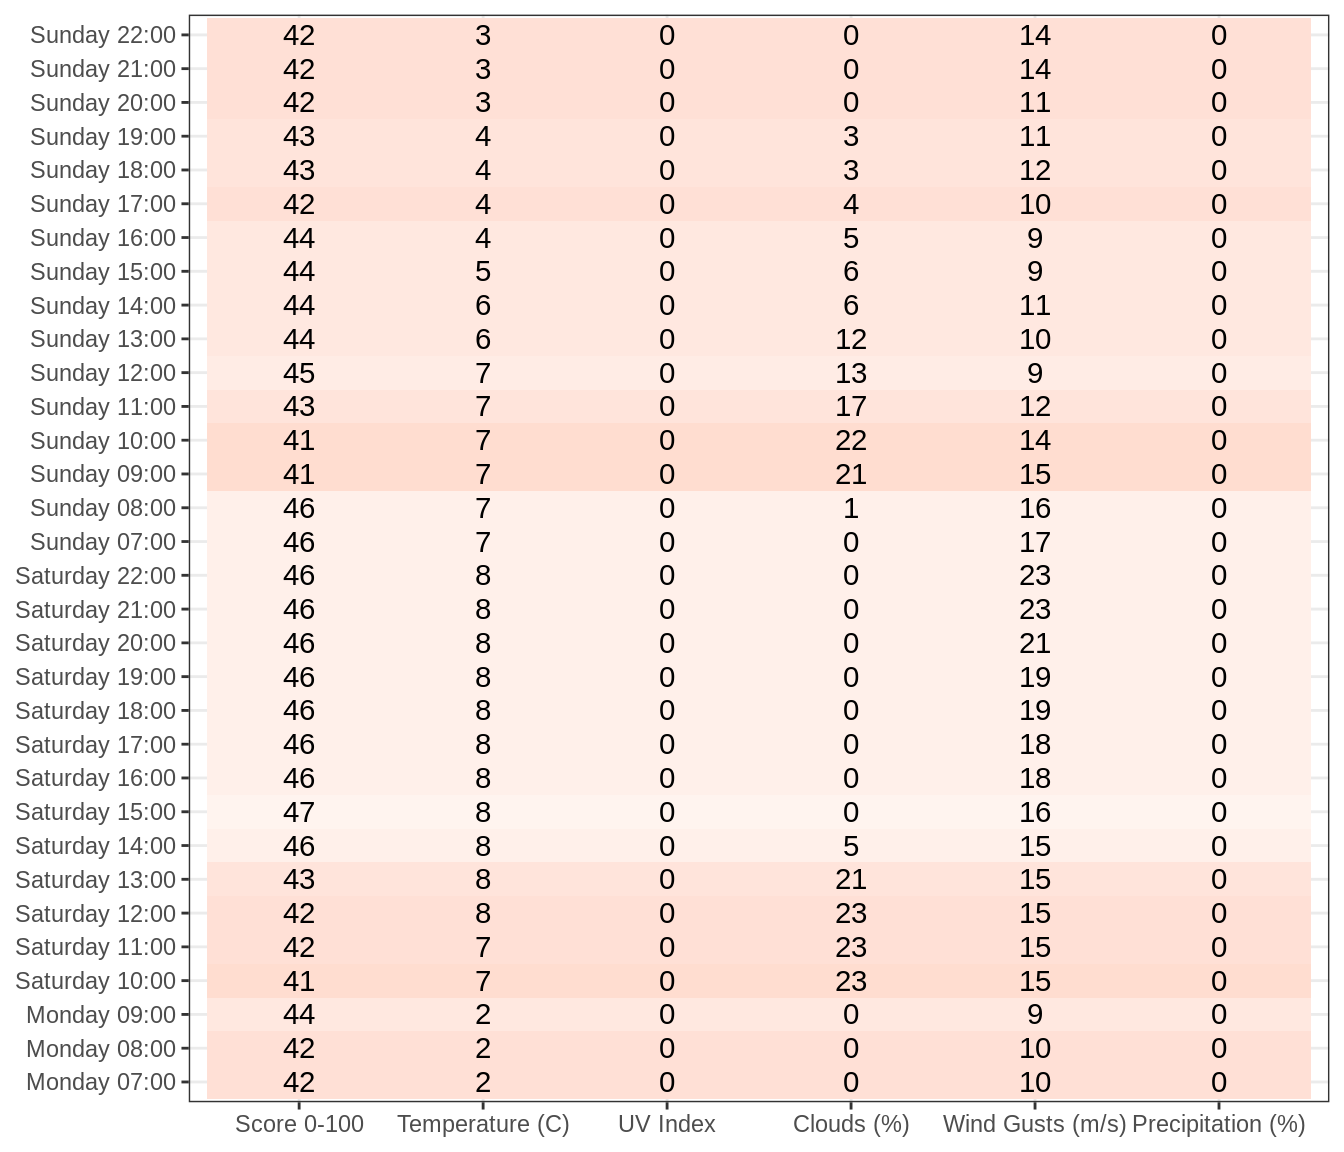 Sunday 22:00 42 3 0 0 14 0
Sunday 21:00 42 3 0 0 14 0
Sunday 20:00 42 3 0 0 11 0
Sunday 19:00 43 4 0 3 11 0
Sunday 18:00 43 4 0 3 12 0
Sunday 17:00 42 4 0 4 10 0
Sunday 16:00 44 4 0 5 9 0
Sunday 15:00 44 5 0 6 9 0
Sunday 14:00 44 6 0 6 11 0
Sunday 13:00 44 6 0 12 10 0
Sunday 12:00 45 7 0 13 9 0
Sunday 11:00 43 7 0 17 12 0
Sunday 10:00 41 7 0 22 14 0
Sunday 09:00 41 7 0 21 15 0
Sunday 08:00 46 7 0 1 16 0
Sunday 07:00 46 7 0 0 17 0
Saturday 22:00 46 8 0 0 23 0
Saturday 21:00 46 8 0 0 23 0
Saturday 20:00 46 8 0 0 21 0
Saturday 19:00 46 8 0 0 19 0
Saturday 18:00 46 8 0 0 19 0
Saturday 17:00 46 8 0 0 18 0
Saturday 16:00 46 8 0 0 18 0
Saturday 15:00 47 8 0 0 16 0
Saturday 14:00 46 8 0 5 15 0
Saturday 13:00 43 8 0 21 15 0
Saturday 12:00 42 8 0 23 15 0
Saturday 11:00 42 7 0 23 15 0
Saturday 10:00 41 7 0 23 15 0
Monday 09:00 44 2 0 0 9 0
Monday 08:00 42 2 0 0 10 0
Monday 07:00 42 2 0 0 10 0
Score 0-100 Temperature (C) UV Index Clouds (%) Wind Gusts (m/s) Precipitation (%)